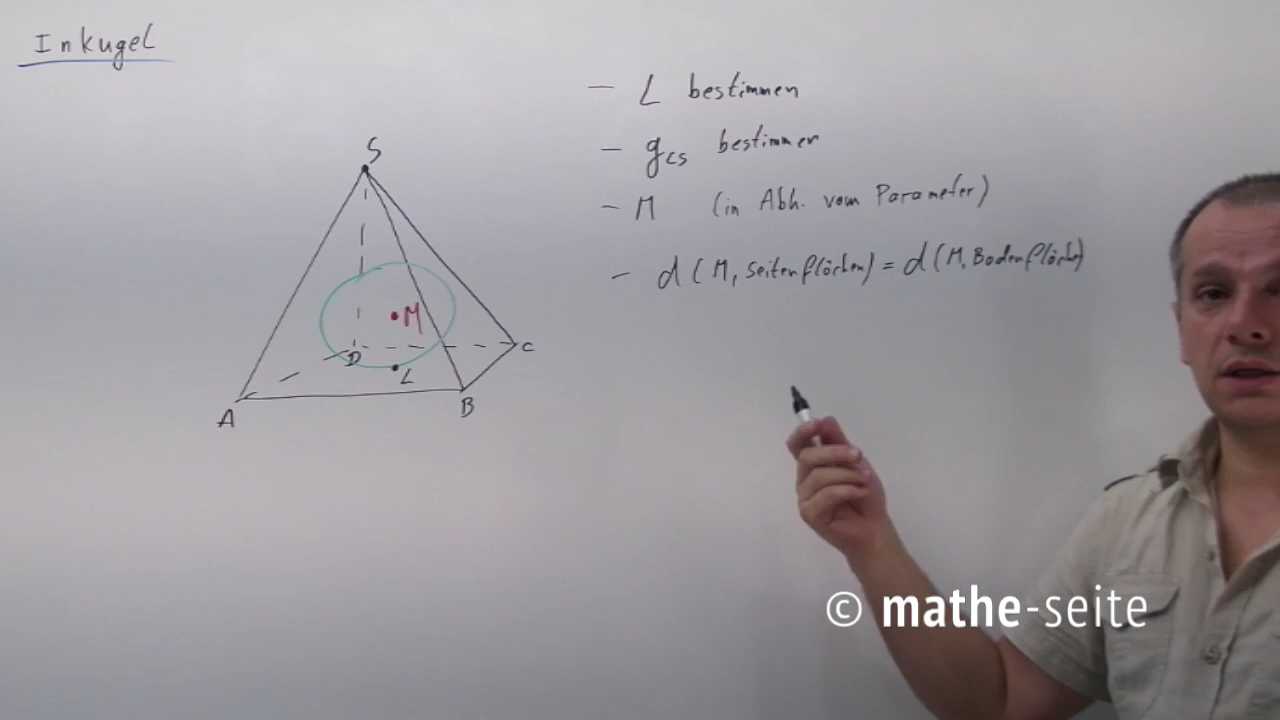 Inkugel
– L bestimmen
– gcs bestimmen
– M (in Abh. vom Parameter)
– d(M, Seitenflächen) = d(M, Bodenfläche)
S
M
D
C
L
A
B
© mathe-seite